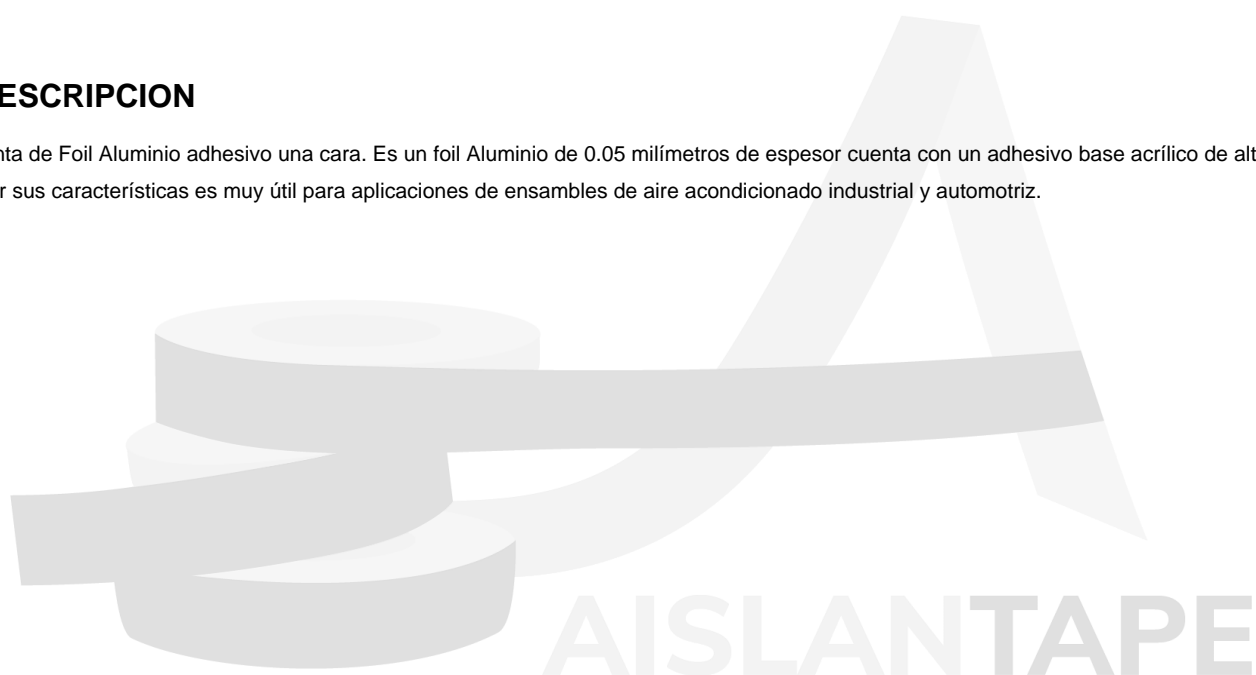 ESCRIPCION
nta de Foil Aluminio adhesivo una cara. Es un foil Aluminio de 0.05 milímetros de espesor cuenta con un adhesivo base acrílico de alt
r sus características es muy útil para aplicaciones de ensambles de aire acondicionado industrial y automotriz.
AISLANTAPE